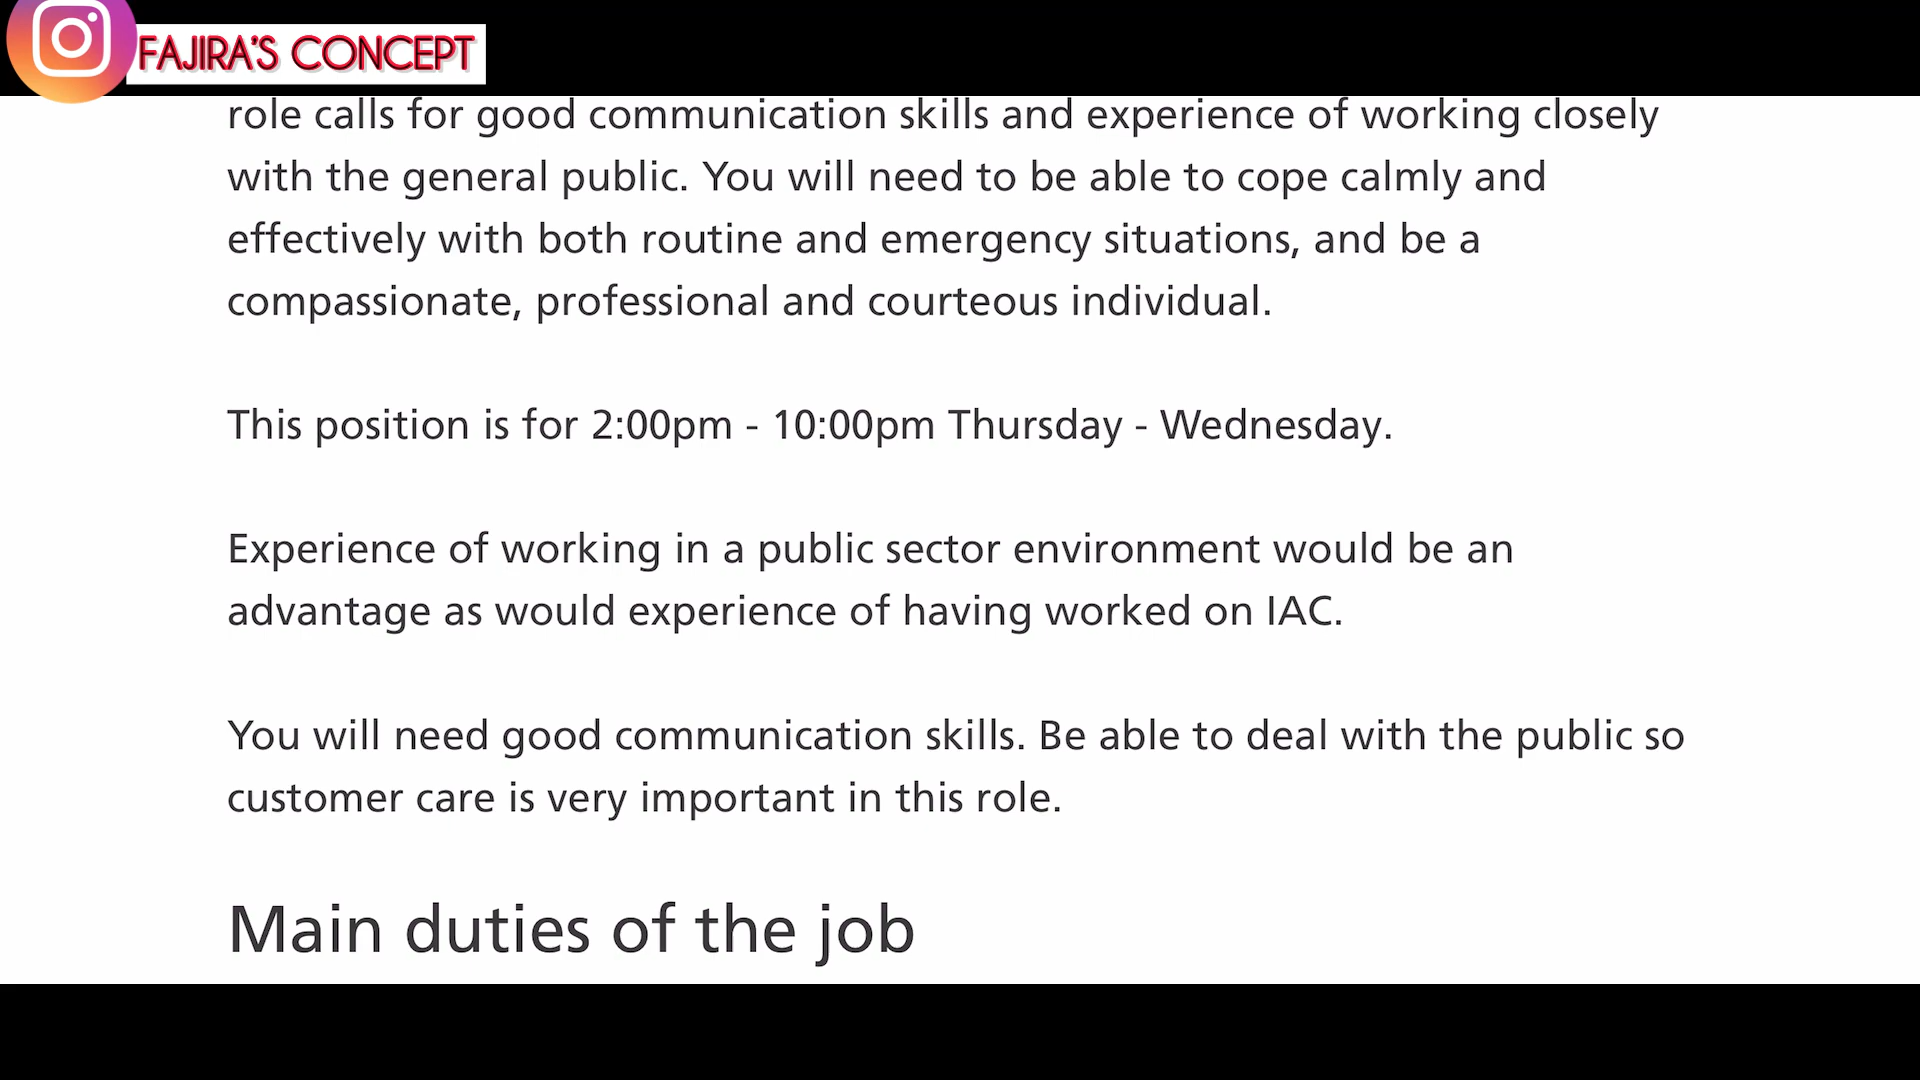 FAJIRA'S CONCEPT
role calls for good communication skills and experience of working closely
with the general public. You will need to be able to cope calmly and
effectively with both routine and emergency situations, and be a
compassionate, professional and courteous individual.
This position is for 2:00pm - 10:00pm Thursday - Wednesday.
Experience of working in a public sector environment would be an
advantage as would experience of having worked on IAC.
You will need good communication skills. Be able to deal with the public so
customer care is very important in this role.
Main duties of the job